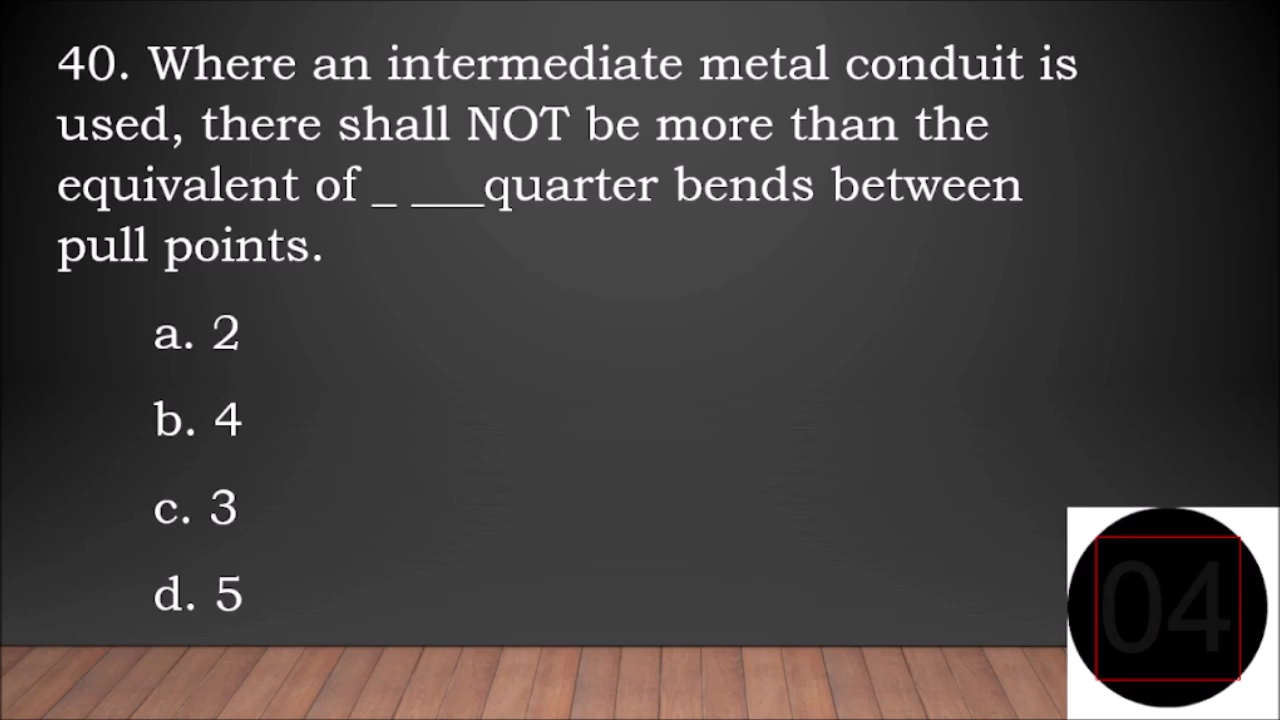 40. Where an intermediate metal conduit is
used, there shall NOT be more than the
equivalent of _ ___quarter bends between
pull points.
a. 2
b. 4
c. 3
d. 5
04